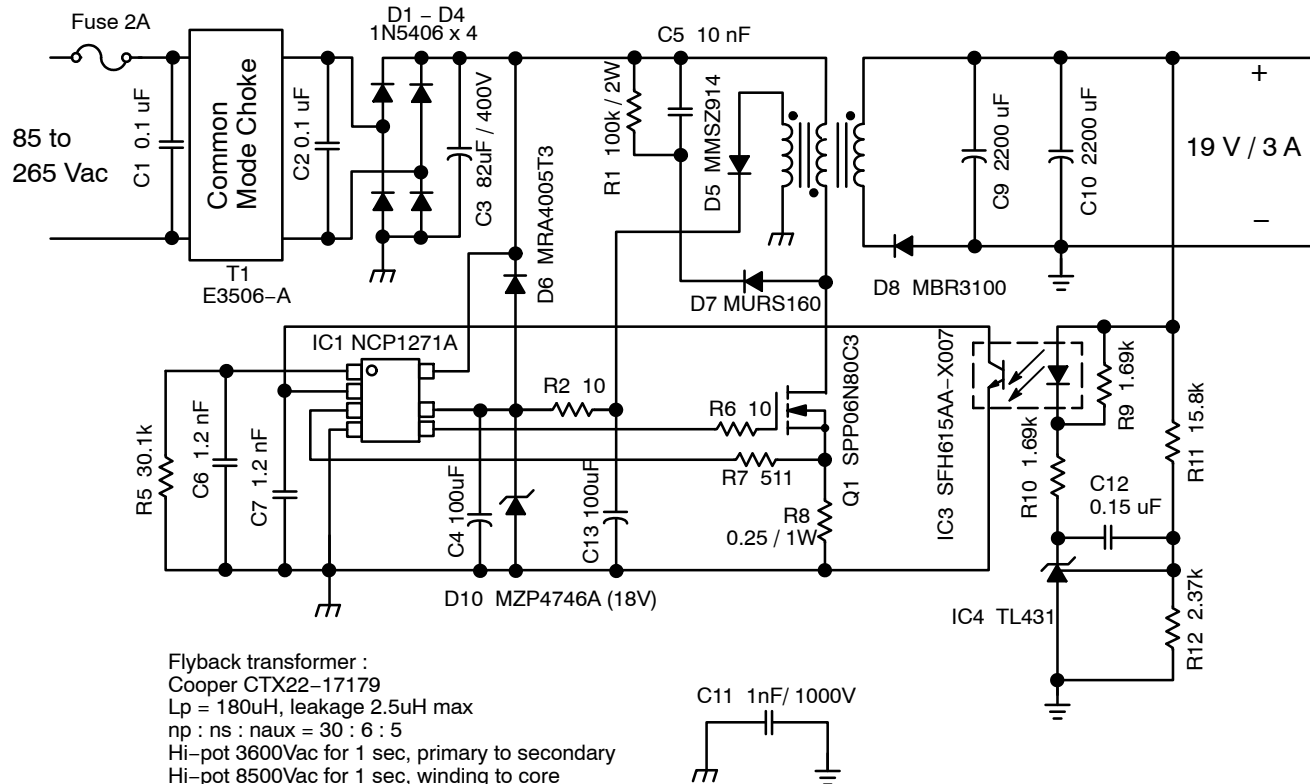 Fuse 2A
D1 – D4
1N5406 x 4
C5 10 nF
85 to
265 Vac
C1 0.1 uF
Common
Mode Choke
C2 0.1 uF
C3 82uF / 400V
R1 100k / 2W
D5 MMSZ914
C9 2200 uF
C10 2200 uF
+
19 V / 3 A
–
T1
E3506–A
D6 MRA4005T3
D7 MURS160
D8 MBR3100
IC1 NCP1271A
R2 10
R6 10
R7 511
Q1 SPP06N80C3
IC3 SFH615AA–X007
R9 1.69k
R10 1.69k
R11 15.8k
C12
0.15 uF
R5 30.1k
C6 1.2 nF
C7 1.2 nF
C4 100uF
C13 100uF
R8
0.25 / 1W
D10 MZP4746A (18V)
IC4 TL431
R12 2.37k
Flyback transformer :
Cooper CTX22–17179
Lp = 180uH, leakage 2.5uH max
np : ns : naux = 30 : 6 : 5
Hi–pot 3600Vac for 1 sec, primary to secondary
Hi–pot 8500Vac for 1 sec, winding to core
C11 1nF/ 1000V